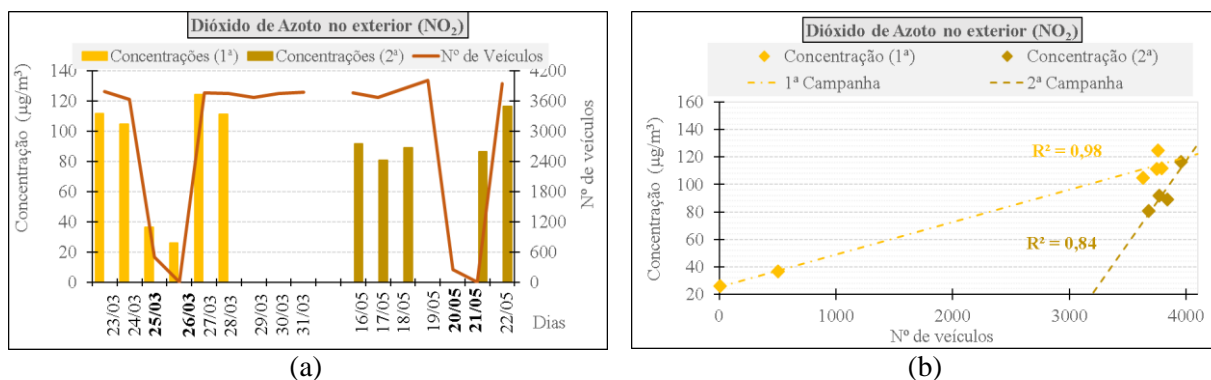 Dióxido de Azoto no exterior (NO₂)
Concentrações (1ª) Concentrações (2ª) Nº de Veículos
Concentração (µg/m³)
140
120
100
80
60
40
20
0
4200
3600
3000
2400
1800
1200
600
0
Nº de veículos
23/03 24/03 25/03 26/03 27/03 28/03 29/03 30/03 31/03 16/05 17/05 18/05 19/05 20/05 21/05 22/05 Dias
(a)
Dióxido de Azoto no exterior (NO₂)
Concentração (1ª) Concentração (2ª)
1ª Campanha 2ª Campanha
Concentração (µg/m³)
160
140
120
100
80
60
40
20
R² = 0,98
R² = 0,84
0 1000 2000 3000 4000
Nº de veículos
(b)